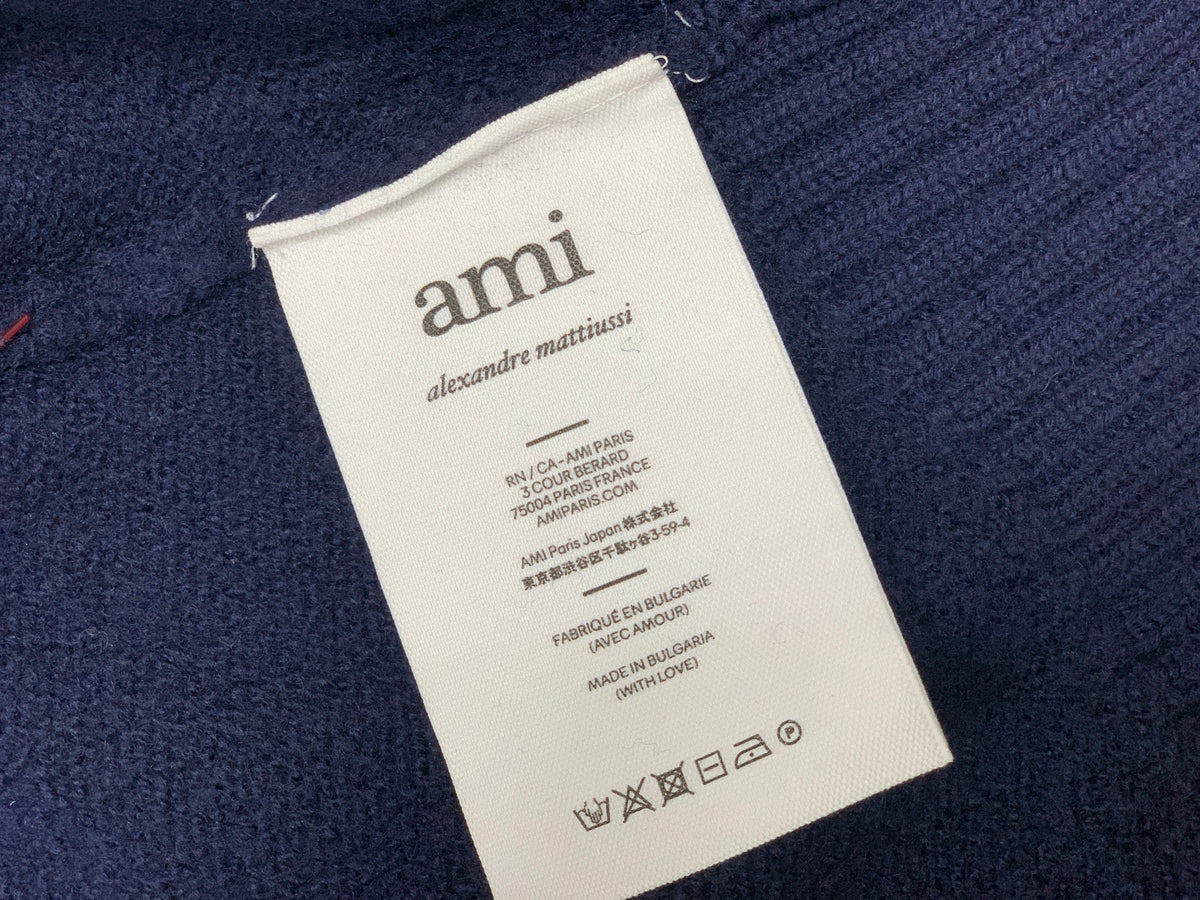 ami
alexandre mattiussi
RN / CA-AMI PARIS
3 COUR BERARD
75004 PARIS FRANCE
AMIPARIS.COM
AMI Paris Japan 株式会社
東京都渋谷区千駄ヶ谷3-59-4
FABRIQUÉ EN BULGARIE
(AVEC AMOUR)
MADE IN BULGARIA
(WITH LOVE)
P